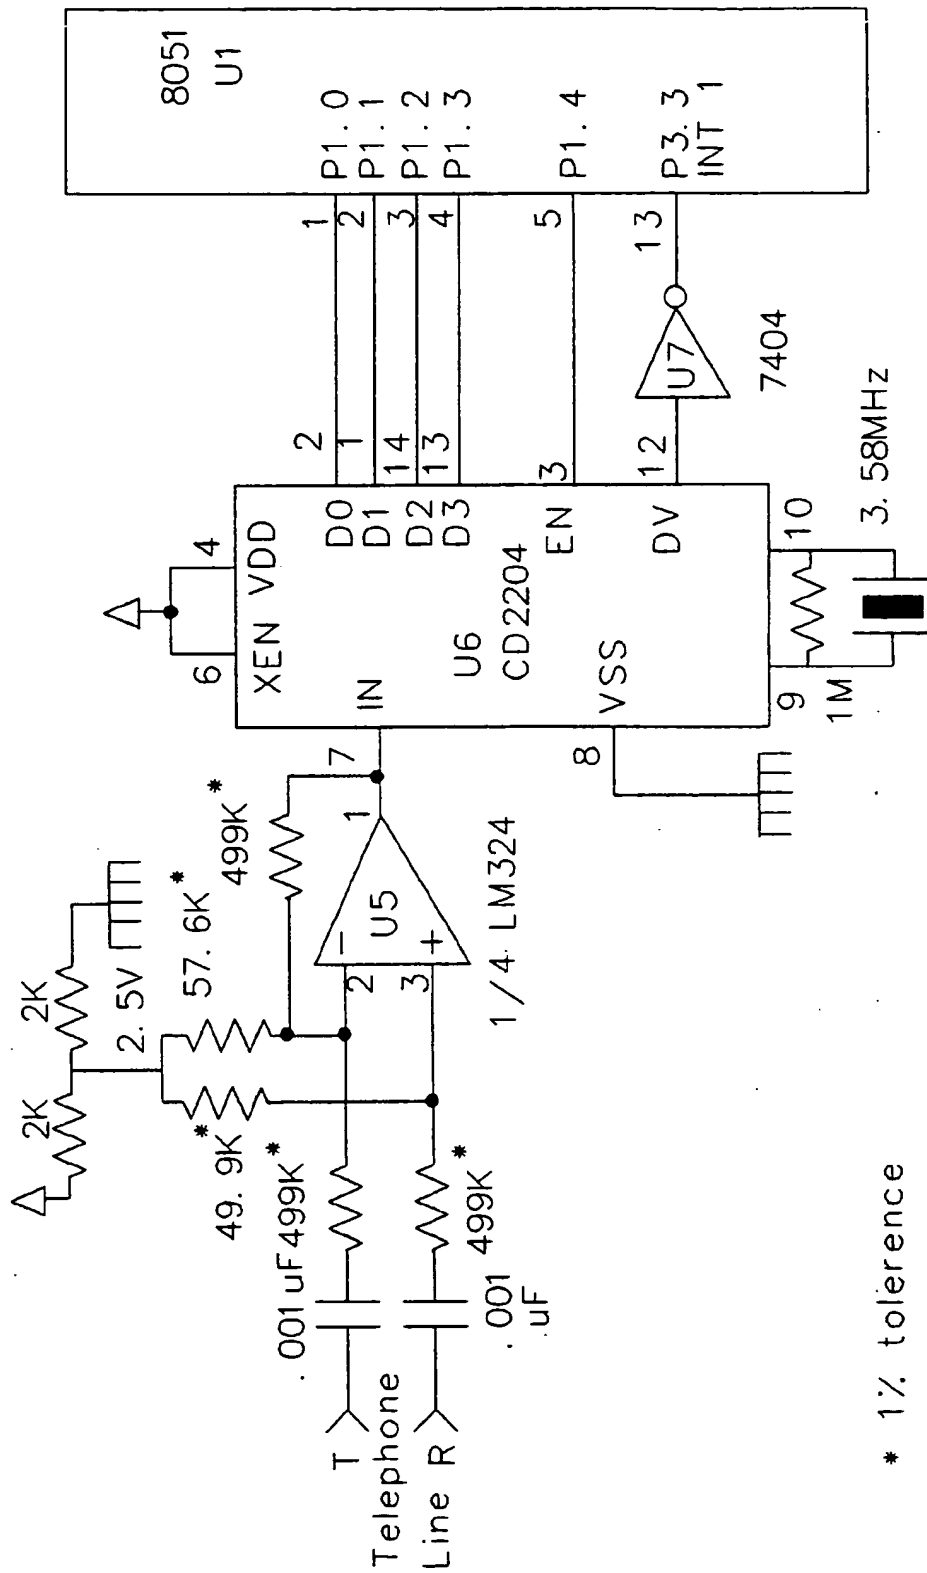 2K
2K
2. 5V
49. 9K*
57. 6K*
499K*
. 001 uF
499K*
499K*
. 001
uF
T
Telephone
Line R
2
3
1
U5
−
+
1/4 LM324
7
IN
6
4
XEN VDD
U6
CD2204
VSS
8
D0
D1
D2
D3
EN
DV
2
1
14
13
3
12
9
10
1M
3. 58MHz
U7
7404
1
2
3
4
5
13
8051
U1
P1. 0
P1. 1
P1. 2
P1. 3
P1. 4
P3. 3
INT 1
* 1% tolerence